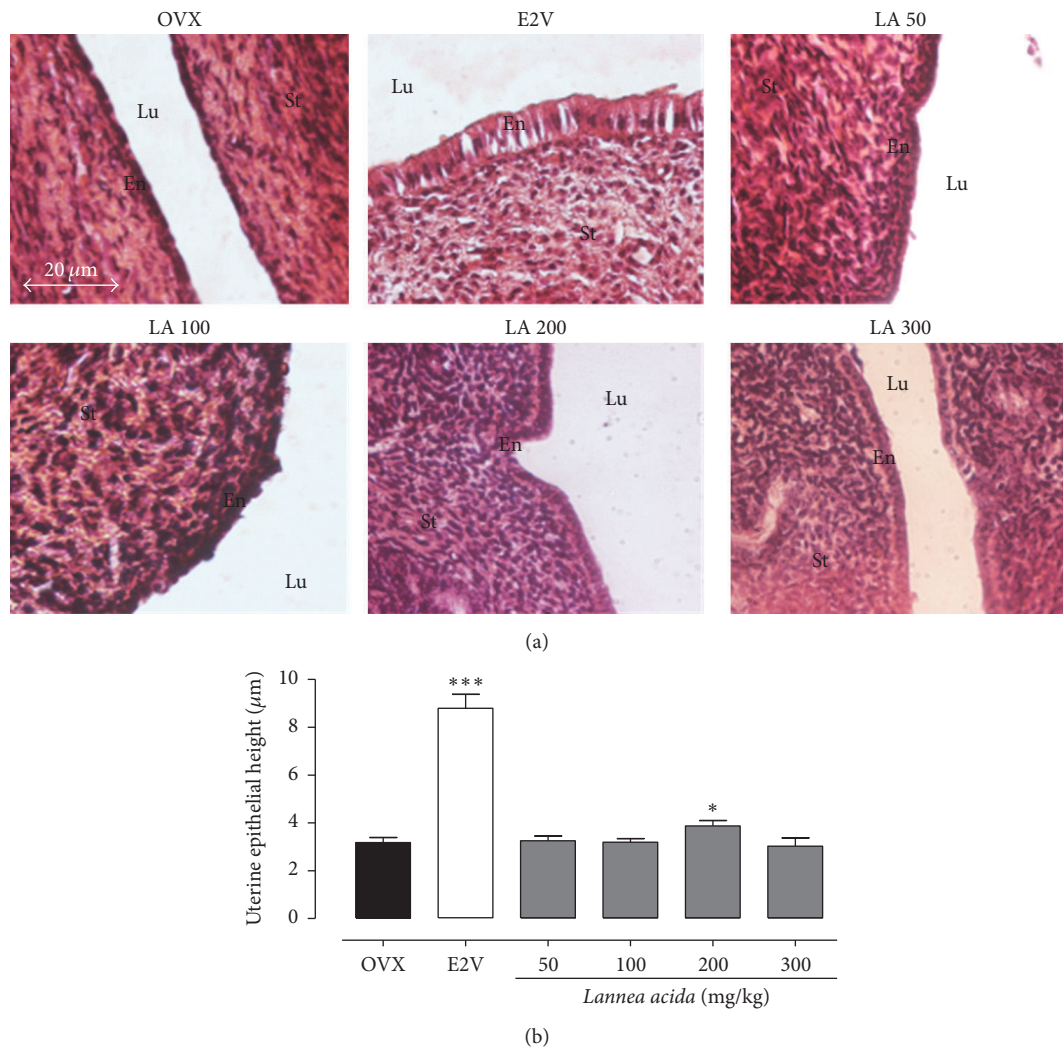 OVX
E2V
LA 50
Lu
St
En
20 μm
Lu
En
St
St
En
Lu
LA 100
LA 200
LA 300
St
En
Lu
Lu
En
St
Lu
En
St
(a)
Uterine epithelial height (μm)
10
8
6
4
2
0
***
*
OVX
E2V
50
100
200
300
Lannea acida (mg/kg)
(b)